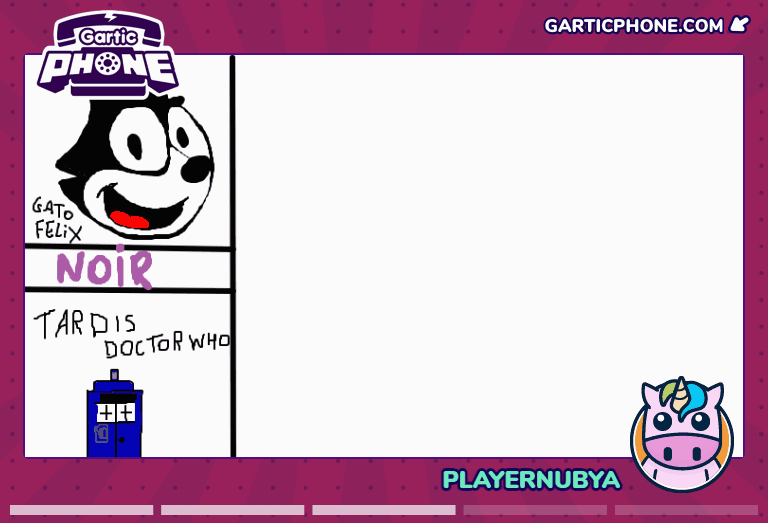 Gartic
PHONE
GARTICPHONE.COM
GATO
FELiX
NOiR
TARDIS
DOCTOR WHO
PLAYERNUBYA